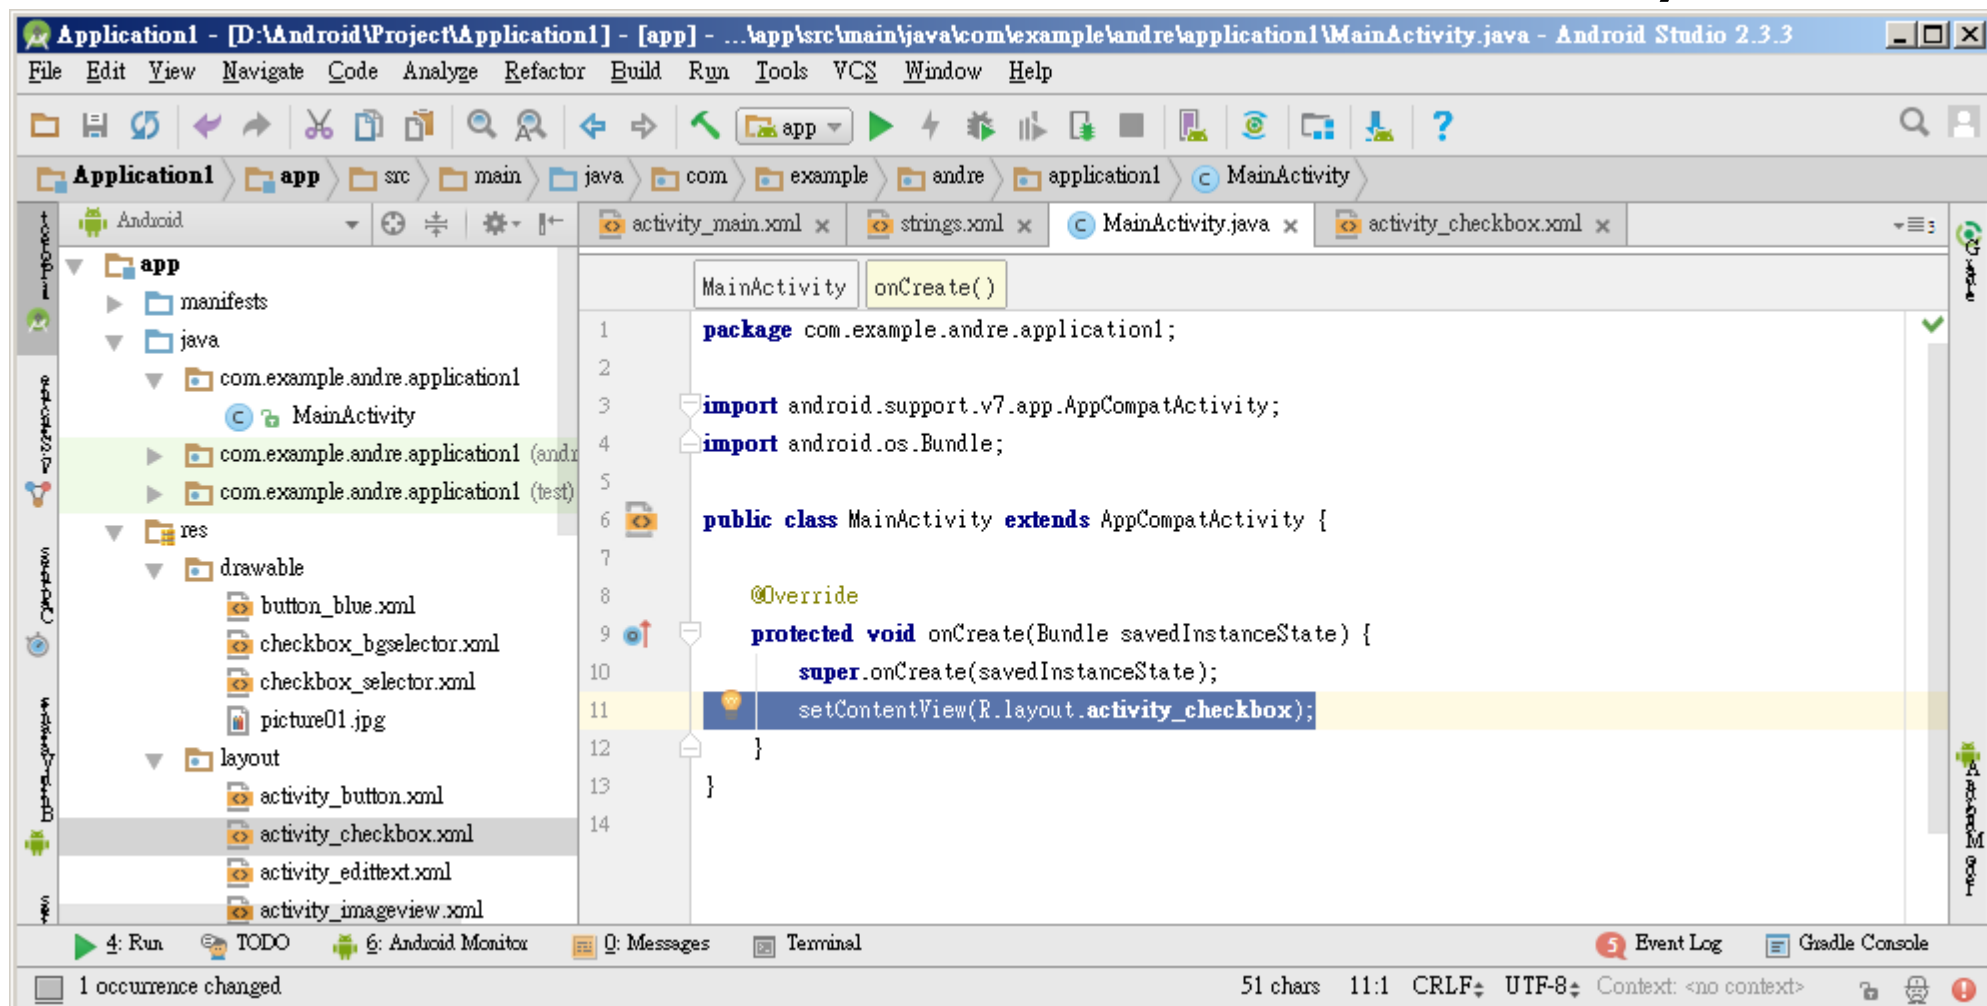 Application1 - [D:\Android\Project\Application1] - [app] - ...\app\src\main\java\com\example\andre\application1\MainActivity.java - Android Studio 2.3.3
File Edit View Navigate Code Analyze Refactor Build Run Tools VCS Window Help
app
Application1 app src main java com example andre application1 MainActivity
Android
activity_main.xml strings.xml MainActivity.java activity_checkbox.xml
app
manifests
java
com.example.andre.application1
MainActivity
com.example.andre.application1 (andr
com.example.andre.application1 (test)
res
drawable
button_blue.xml
checkbox_bgselector.xml
checkbox_selector.xml
picture01.jpg
layout
activity_button.xml
activity_checkbox.xml
activity_edittext.xml
activity_imageview.xml
MainActivity onCreate()
1 package com.example.andre.application1;
2
3 import android.support.v7.app.AppCompatActivity;
4 import android.os.Bundle;
5
6 public class MainActivity extends AppCompatActivity {
7
8 @Override
9 protected void onCreate(Bundle savedInstanceState) {
10 super.onCreate(savedInstanceState);
11 setContentView(R.layout.activity_checkbox);
12 }
13 }
14
4: Run TODO 6: Android Monitor 0: Messages Terminal 5 Event Log Gradle Console
1 occurrence changed 51 chars 11:1 CRLF UTF-8 Context: <no context>